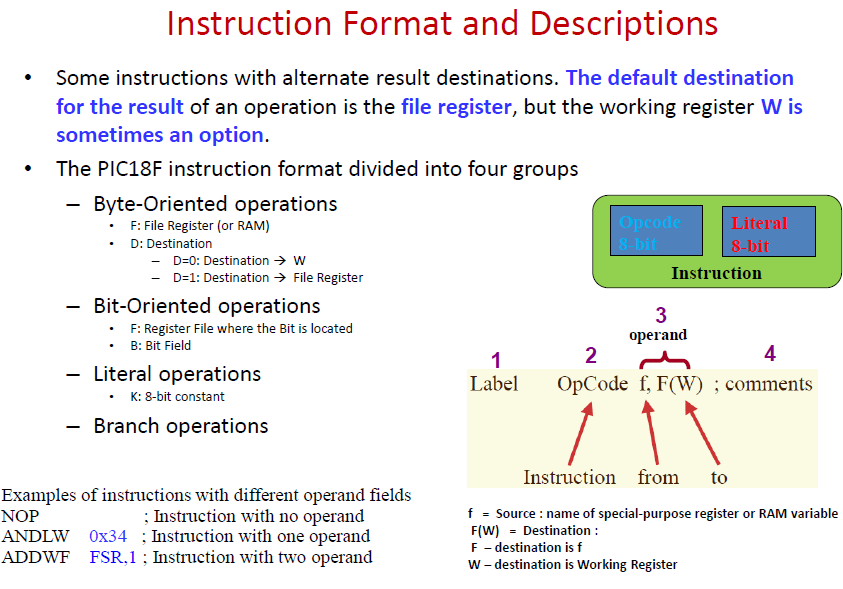 Instruction Format and Descriptions
• Some instructions with alternate result destinations. The default destination
for the result of an operation is the file register, but the working register W is
sometimes an option.
• The PIC18F instruction format divided into four groups
– Byte-Oriented operations
• F: File Register (or RAM)
• D: Destination
– D=0: Destination → W
– D=1: Destination → File Register
– Bit-Oriented operations
• F: Register File where the Bit is located
• B: Bit Field
– Literal operations
• K: 8-bit constant
– Branch operations
Opcode
8-bit
Literal
8-bit
Instruction
3
operand
1
2
4
Label OpCode f, F(W) ; comments
Instruction from to
Examples of instructions with different operand fields
NOP ; Instruction with no operand
ANDLW 0x34 ; Instruction with one operand
ADDWF FSR,1 ; Instruction with two operand
f = Source : name of special-purpose register or RAM variable
F(W) = Destination :
F – destination is f
W – destination is Working Register